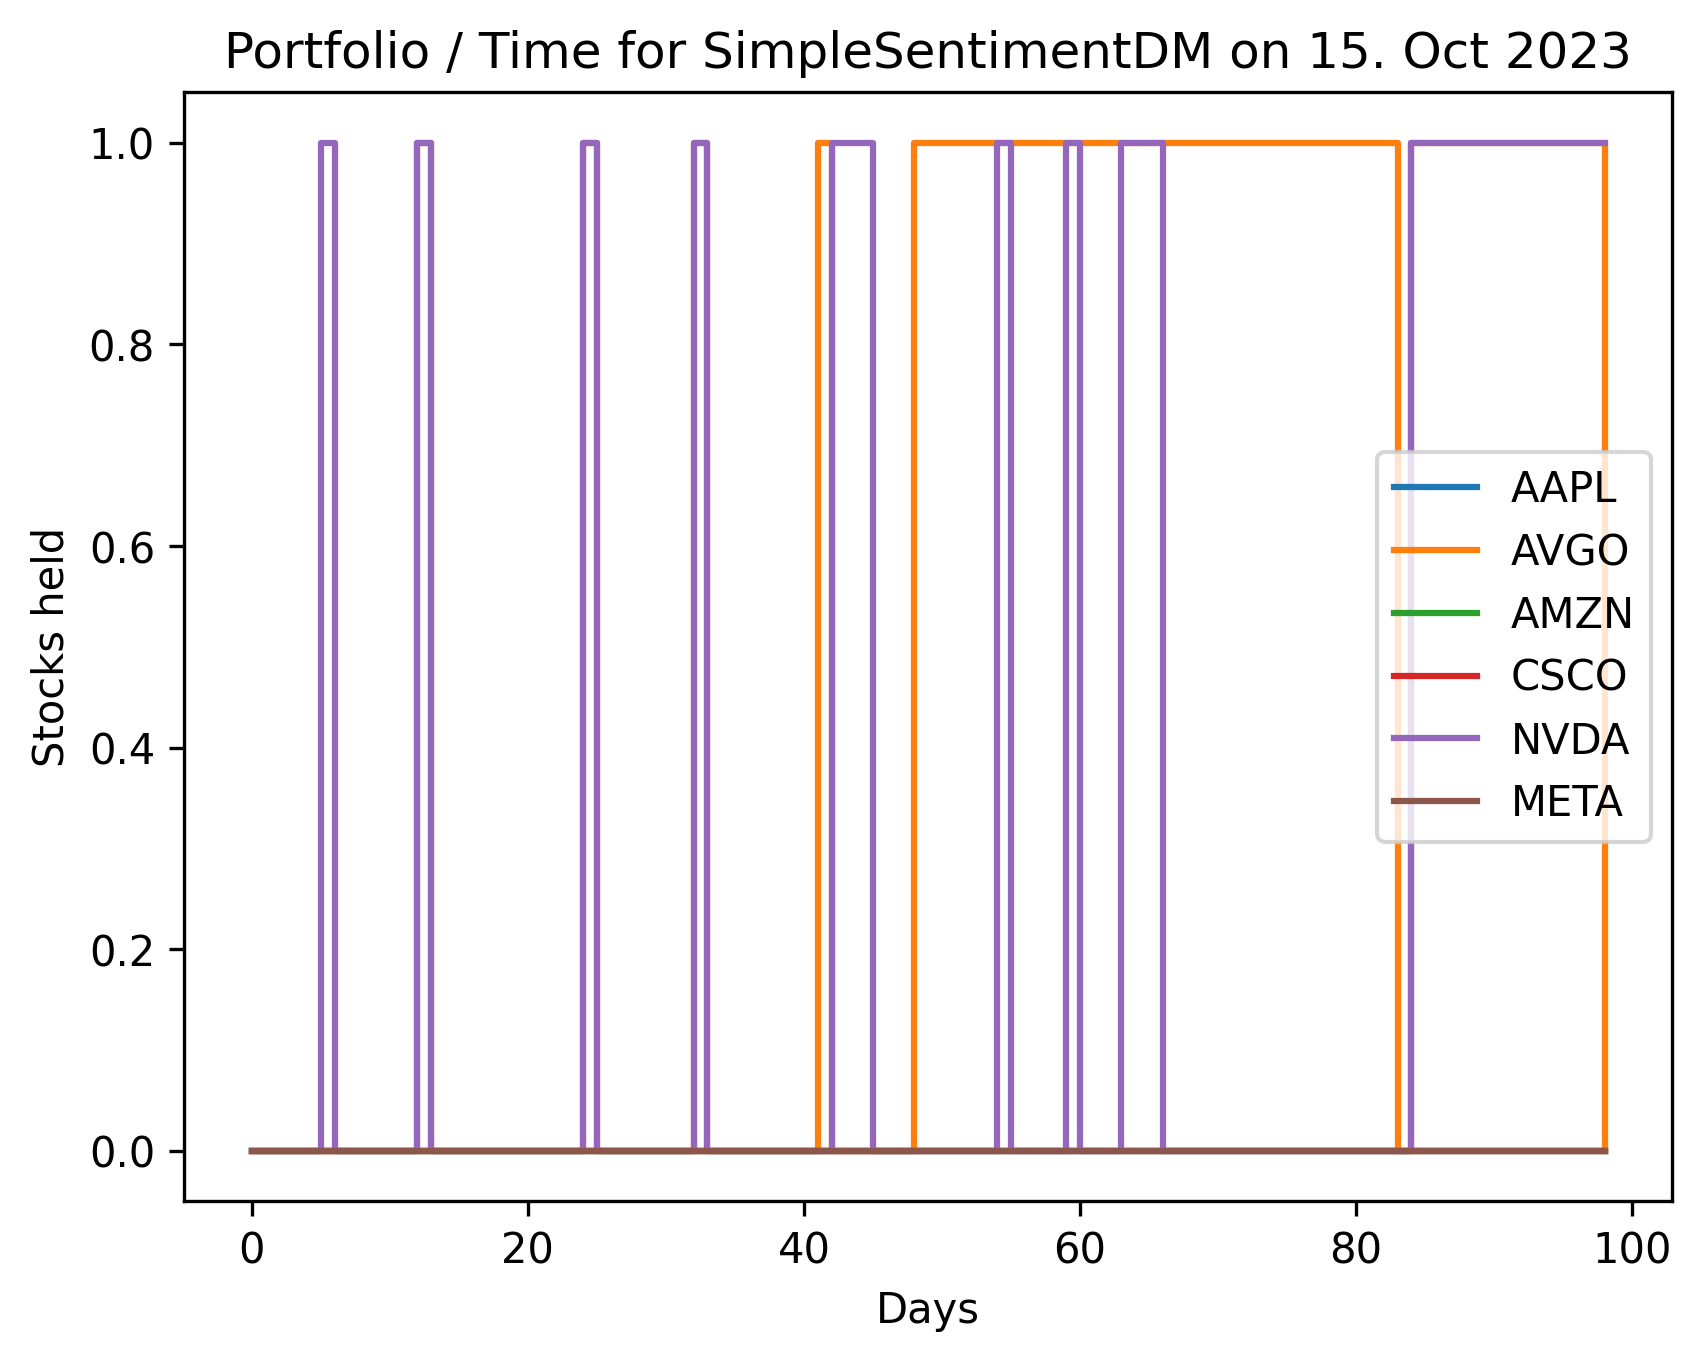 Portfolio / Time for SimpleSentimentDM on 15. Oct 2023
1.0
0.8
0.6
0.4
0.2
0.0
Stocks held
AAPL
AVGO
AMZN
CSCO
NVDA
META
0 20 40 60 80 100
Days